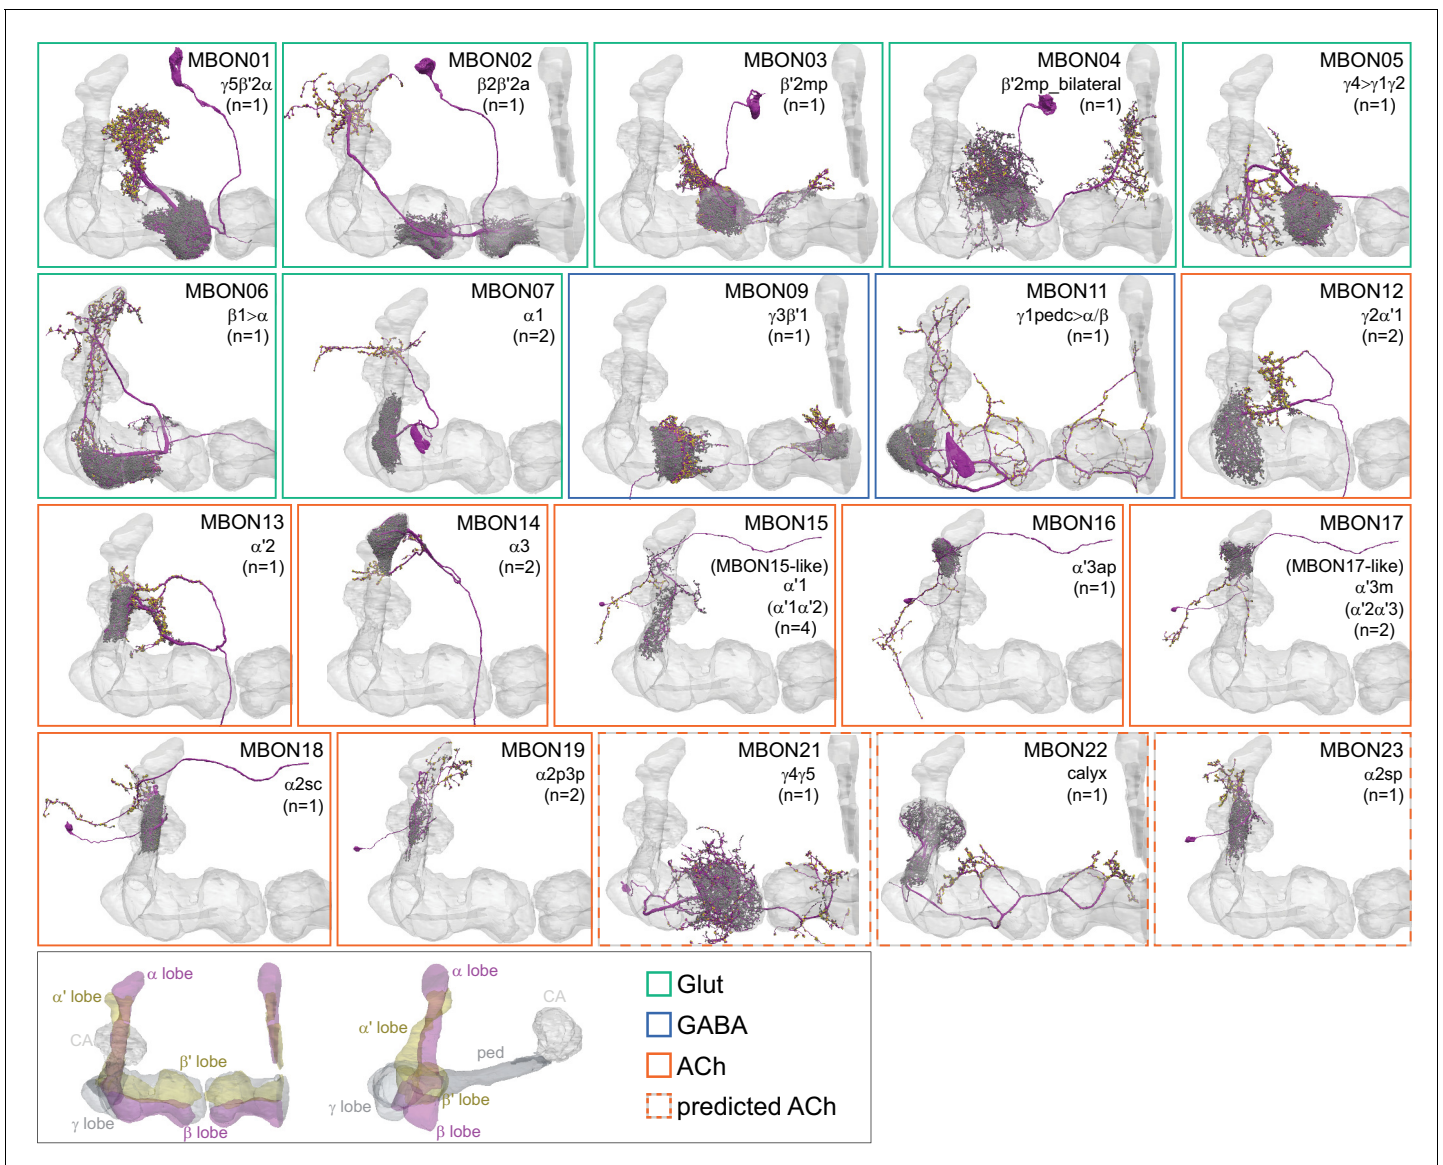 MBON01
γ5β'2α
(n=1)
MBON02
β2β'2a
(n=1)
MBON03
β'2mp
(n=1)
MBON04
β'2mp_bilateral
(n=1)
MBON05
γ4>γ1γ2
(n=1)
MBON06
β1>α
(n=1)
MBON07
α1
(n=2)
MBON09
γ3β'1
(n=1)
MBON11
γ1pedc>α/β
(n=1)
MBON12
γ2α'1
(n=2)
MBON13
α'2
(n=1)
MBON14
α3
(n=2)
MBON15
(MBON15-like)
α'1
(α'1α'2)
(n=4)
MBON16
α'3ap
(n=1)
MBON17
(MBON17-like)
α'3m
(α'2α'3)
(n=2)
MBON18
α2sc
(n=1)
MBON19
α2p3p
(n=2)
MBON21
γ4γ5
(n=1)
MBON22
calyx
(n=1)
MBON23
α2sp
(n=1)
α lobe
α' lobe
CA
β' lobe
γ lobe
β lobe
α lobe
CA
α' lobe
ped
β' lobe
γ lobe
β lobe
Glut
GABA
ACh
predicted ACh